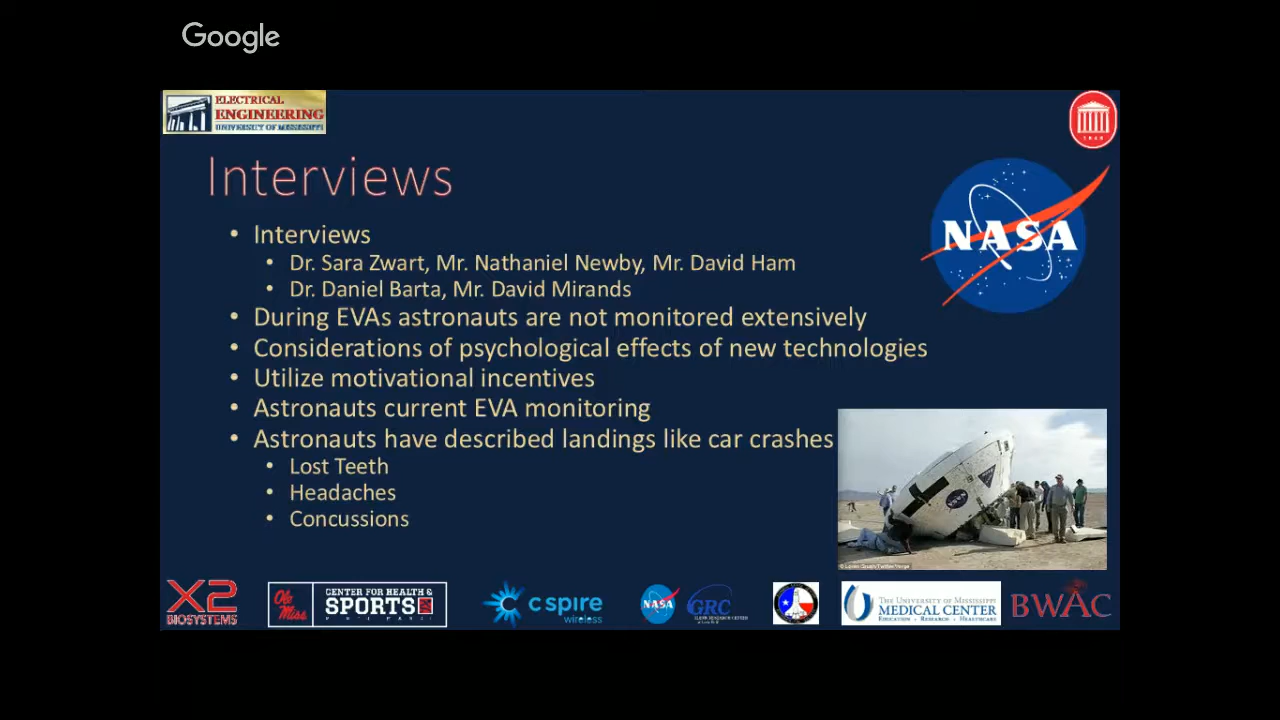 Google
ELECTRICAL
ENGINEERING
UNIVERSITY OF MISSISSIPPI
1848
Interviews
NASA
• Interviews
• Dr. Sara Zwart, Mr. Nathaniel Newby, Mr. David Ham
• Dr. Daniel Barta, Mr. David Mirands
• During EVAs astronauts are not monitored extensively
• Considerations of psychological effects of new technologies
• Utilize motivational incentives
• Astronauts current EVA monitoring
• Astronauts have described landings like car crashes
• Lost Teeth
• Headaches
• Concussions
NASA
X2
BIOSYSTEMS
Ole Miss
CENTER FOR HEALTH &
SPORTS
C spire
wireless
NASA
GRC
THE UNIVERSITY OF MISSISSIPPI
MEDICAL CENTER
EDUCATION • RESEARCH • HEALTHCARE
BWAC